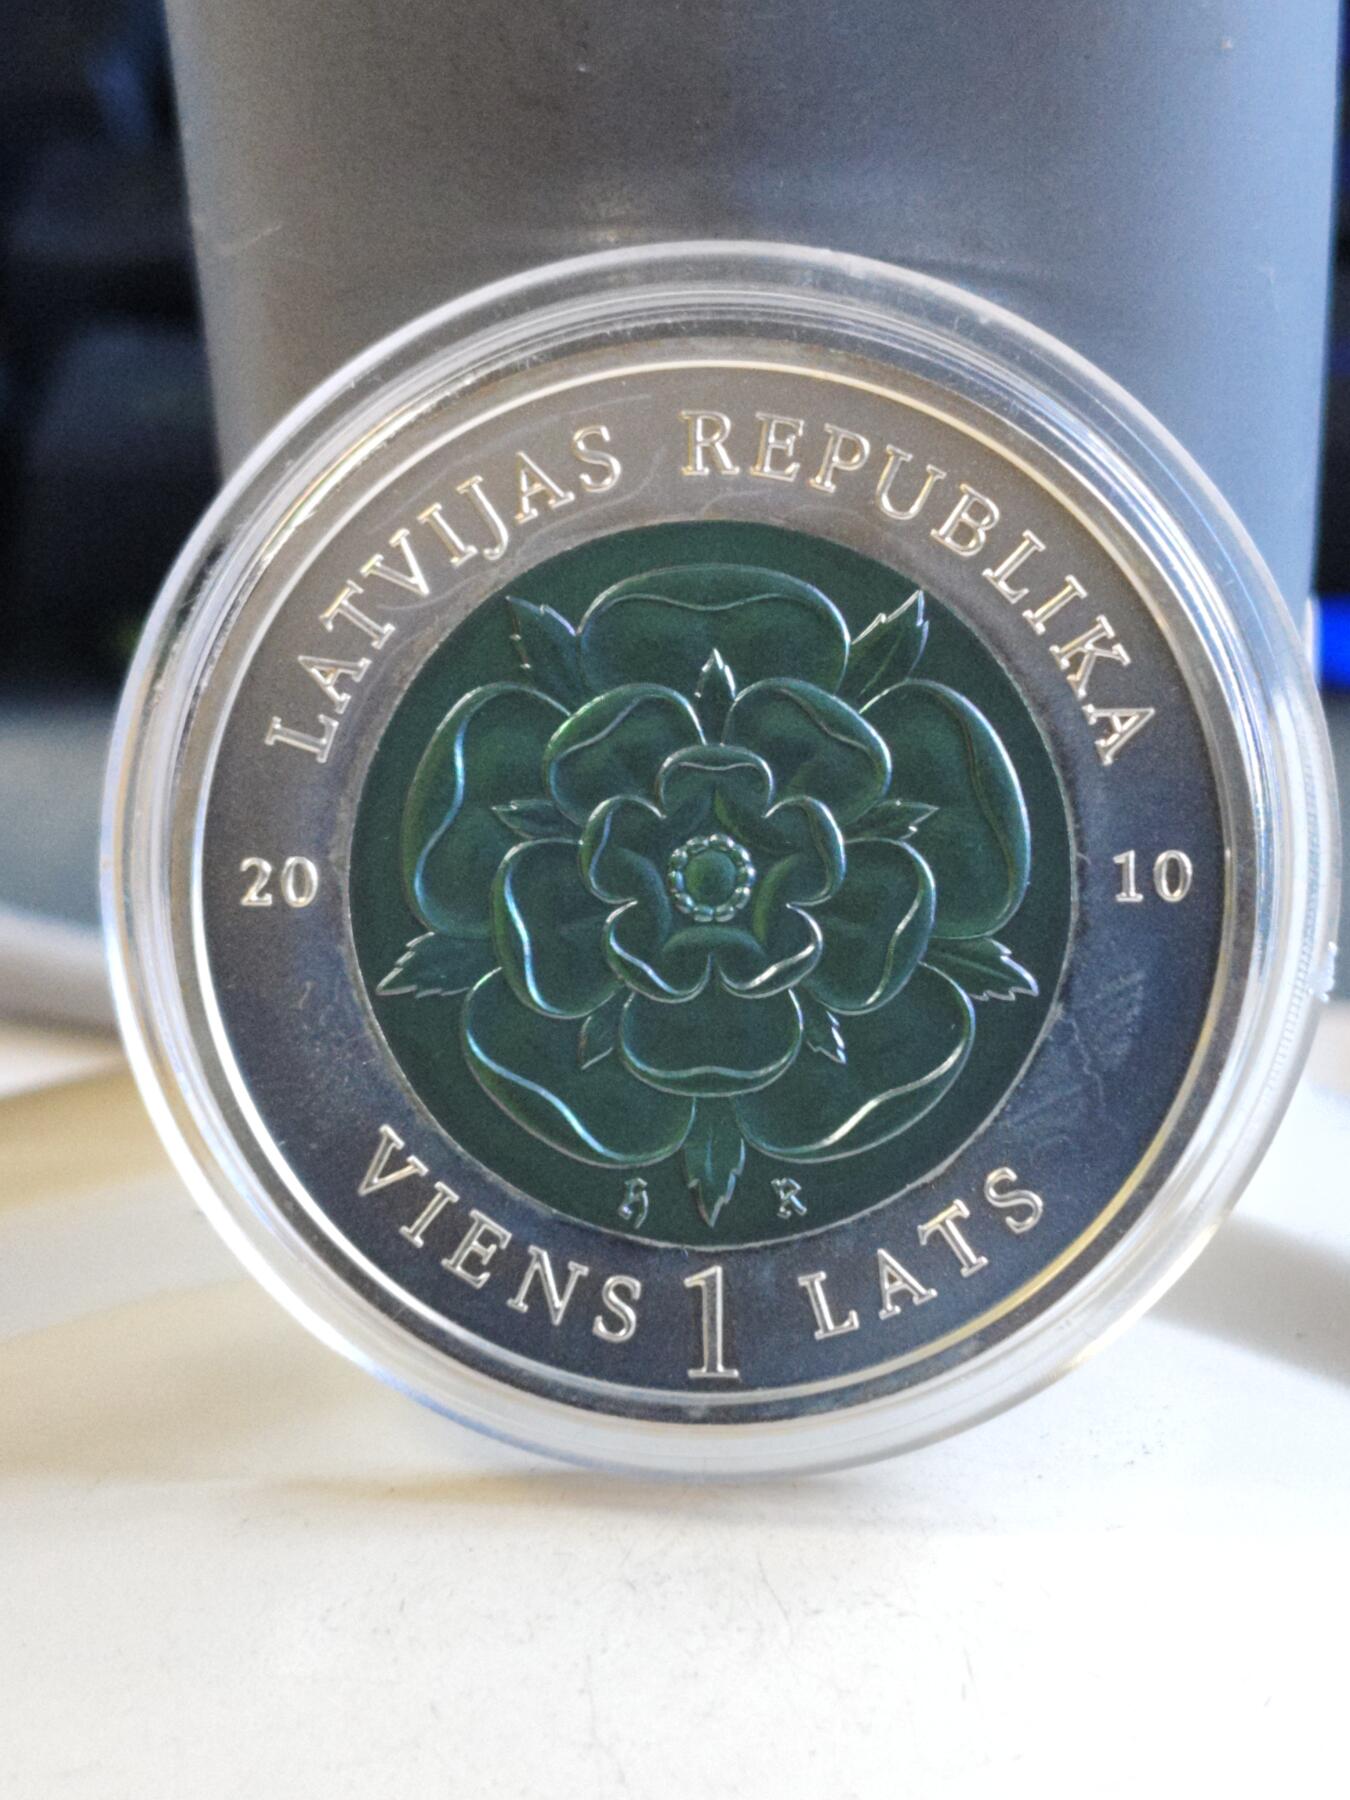 LATVIJAS REPUBLIKA
20 10
R
VIENS 1 LATS